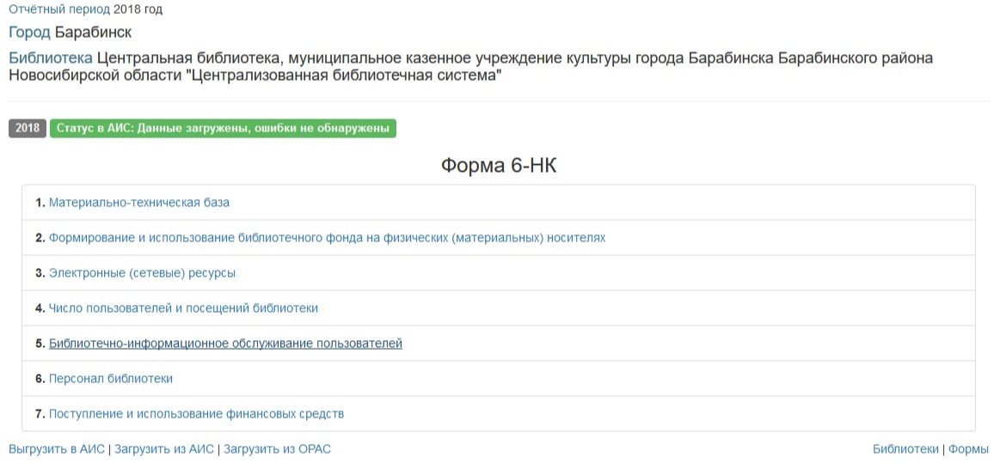 Отчётный период 2018 год
Город Барабинск
Библиотека Центральная библиотека, муниципальное казенное учреждение культуры города Барабинска Барабинского района
Новосибирской области "Централизованная библиотечная система"
2018 Статус в АИС: Данные загружены, ошибки не обнаружены
Форма 6-НК
1. Материально-техническая база
2. Формирование и использование библиотечного фонда на физических (материальных) носителях
3. Электронные (сетевые) ресурсы
4. Число пользователей и посещений библиотеки
5. Библиотечно-информационное обслуживание пользователей
6. Персонал библиотеки
7. Поступление и использование финансовых средств
Выгрузить в АИС | Загрузить из АИС | Загрузить из OPAC Библиотеки | Формы